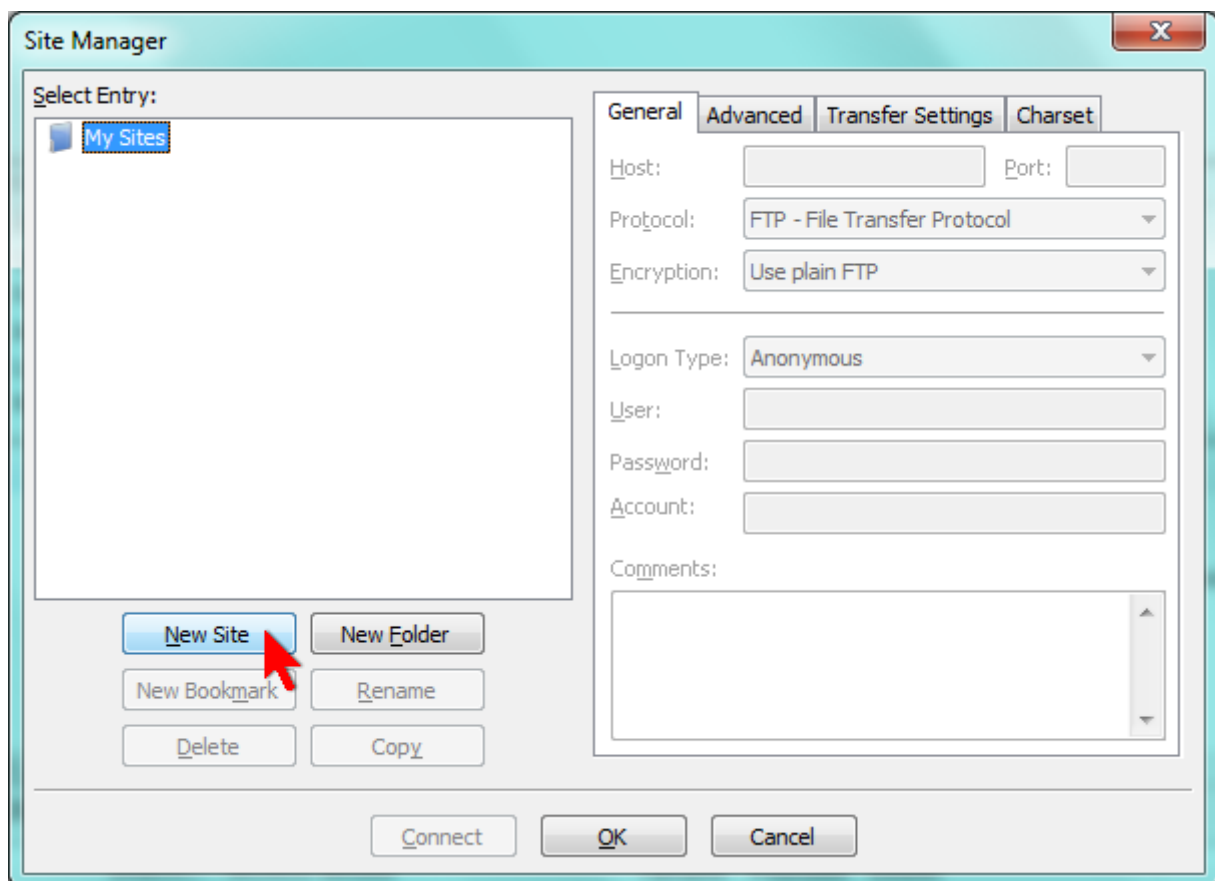 Site Manager
Select Entry:
My Sites
New Site
New Folder
New Bookmark
Rename
Delete
Copy
General
Advanced
Transfer Settings
Charset
Host:
Port:
Protocol:
FTP - File Transfer Protocol
Encryption:
Use plain FTP
Logon Type:
Anonymous
User:
Password:
Account:
Comments:
Connect
OK
Cancel